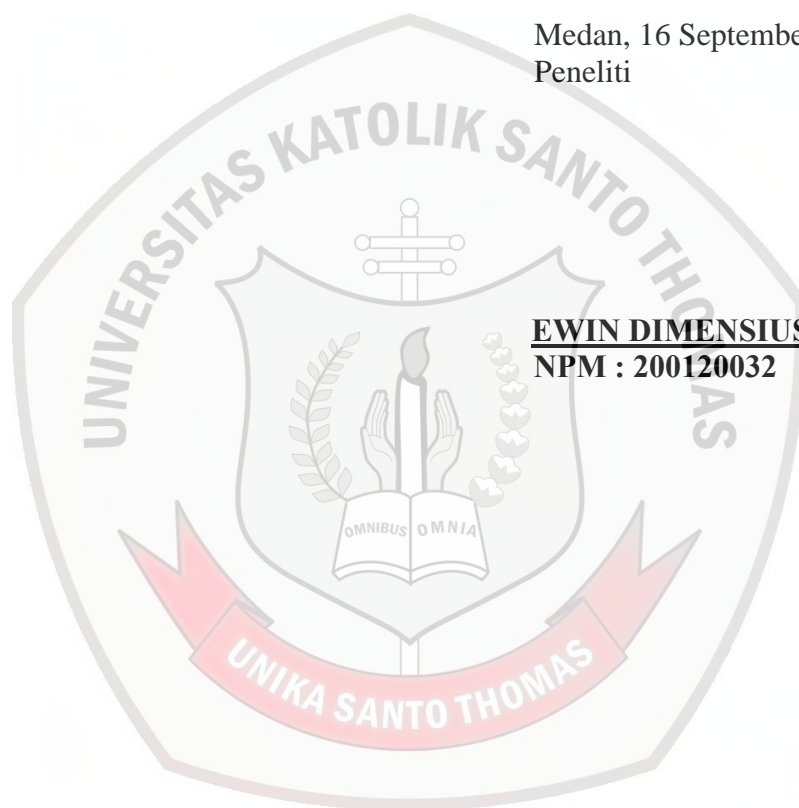 Medan, 16 Septembe
Peneliti
UNIVERSITAS KATOLIK SANTO THOMAS
EWIN DIMENSIUS
NPM : 200120032
OMNIBUS OMNIA
UNIKA SANTO THOMAS